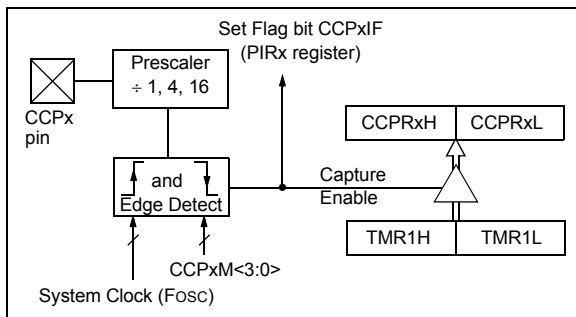 Set Flag bit CCPxIF
(PIRx register)
Prescaler
÷ 1, 4, 16
CCPx
pin
CCPRxH CCPRxL
and
Edge Detect
Capture
Enable
TMR1H TMR1L
CCPxM<3:0>
System Clock (FOSC)